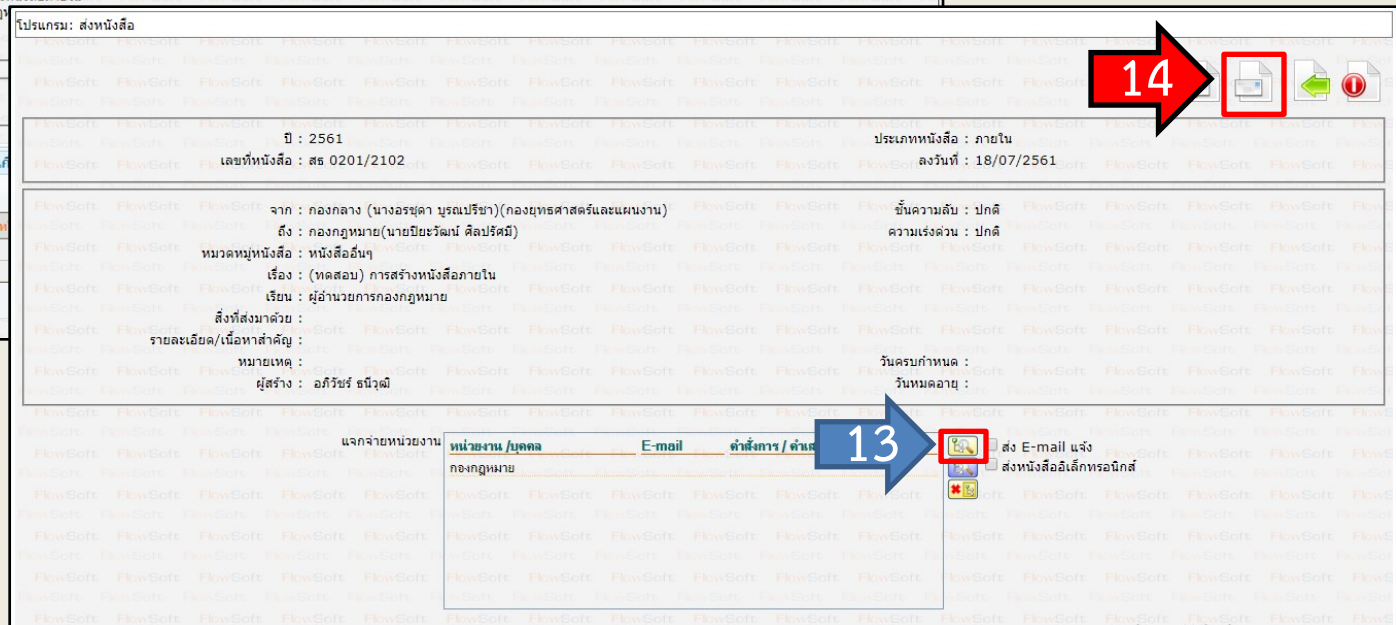 โปรแกรม: ส่งหนังสือ
14
ปี : 2561
ประเภทหนังสือ : ภายใน
เลขที่หนังสือ : สธ 0201/2102
ลงวันที่ : 18/07/2561
จาก : กองกลาง (นางอรชุดา บูรณปรีชา)(กองยุทธศาสตร์และแผนงาน)
ชั้นความลับ : ปกติ
ถึง : กองกฎหมาย(นายปิยะวัฒน์ ศิลปรัศมี)
ความเร่งด่วน : ปกติ
หมวดหมู่หนังสือ : หนังสืออื่นๆ
เรื่อง : (ทดสอบ) การสร้างหนังสือภายใน
เรียน : ผู้อำนวยการกองกฎหมาย
สิ่งที่ส่งมาด้วย :
รายละเอียด/เนื้อหาสำคัญ :
หมายเหตุ :
วันครบกำหนด :
ผู้สร้าง : อภิวัชร์ ธนีวุฒิ
วันหมดอายุ :
แจกจ่ายหน่วยงาน
หน่วยงาน /บุคคล E-mail คำสั่งการ /
13
ส่ง E-mail แจ้ง
กองกฎหมาย
ส่งหนังสืออิเล็กทรอนิกส์